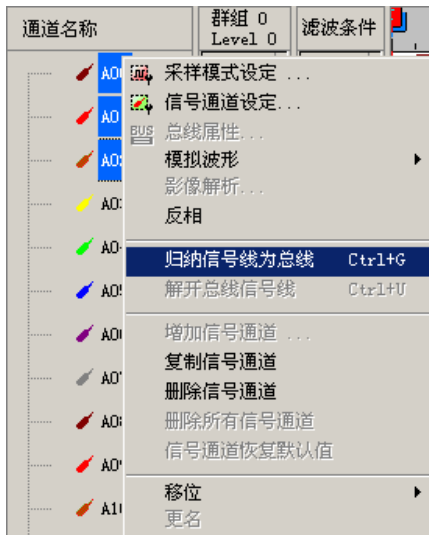 通道名称
群组 0
Level 0
滤波条件
采样模式设定 ...
信号通道设定...
BUS
总线属性...
模拟波形
影像解析...
反相
归纳信号线为总线 Ctrl+G
解开总线信号线 Ctrl+U
增加信号通道 ...
复制信号通道
删除信号通道
删除所有信号通道
信号通道恢复默认值
移位
更名